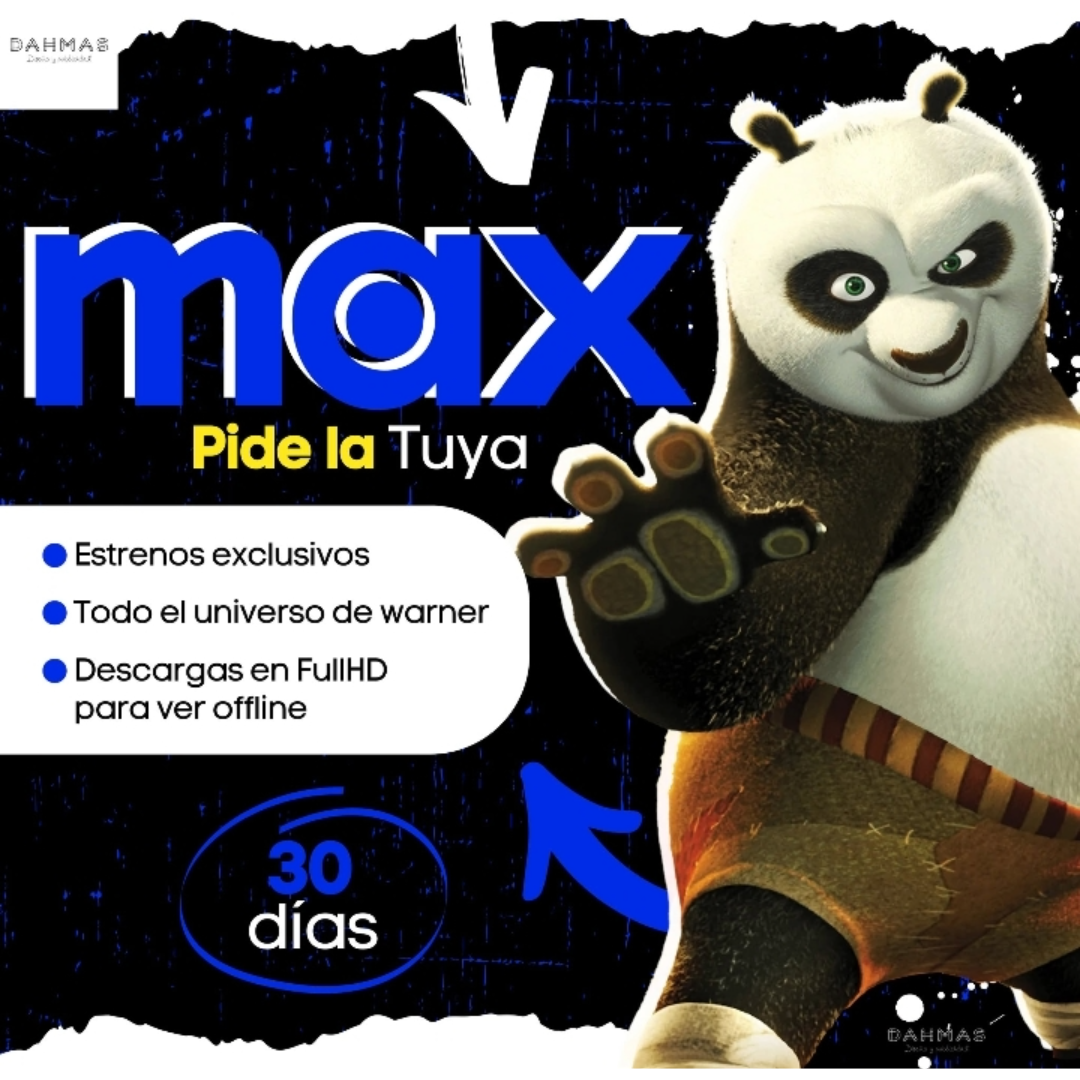 DAHMAS
max
Pide la Tuya
Estrenos exclusivos
Todo el universo de warner
Descargas en FullHD
para ver offline
30
días
DAHMAS